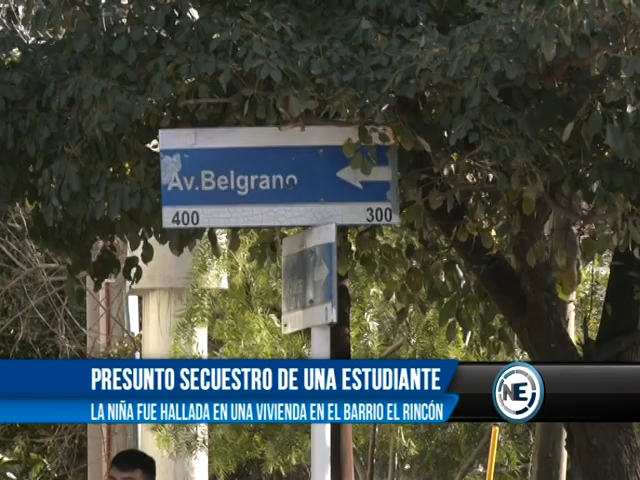 Av.Belgrano
400 300
PRESUNTO SECUESTRO DE UNA ESTUDIANTE
LA NIÑA FUE HALLADA EN UNA VIVIENDA EN EL BARRIO EL RINCÓN
NE